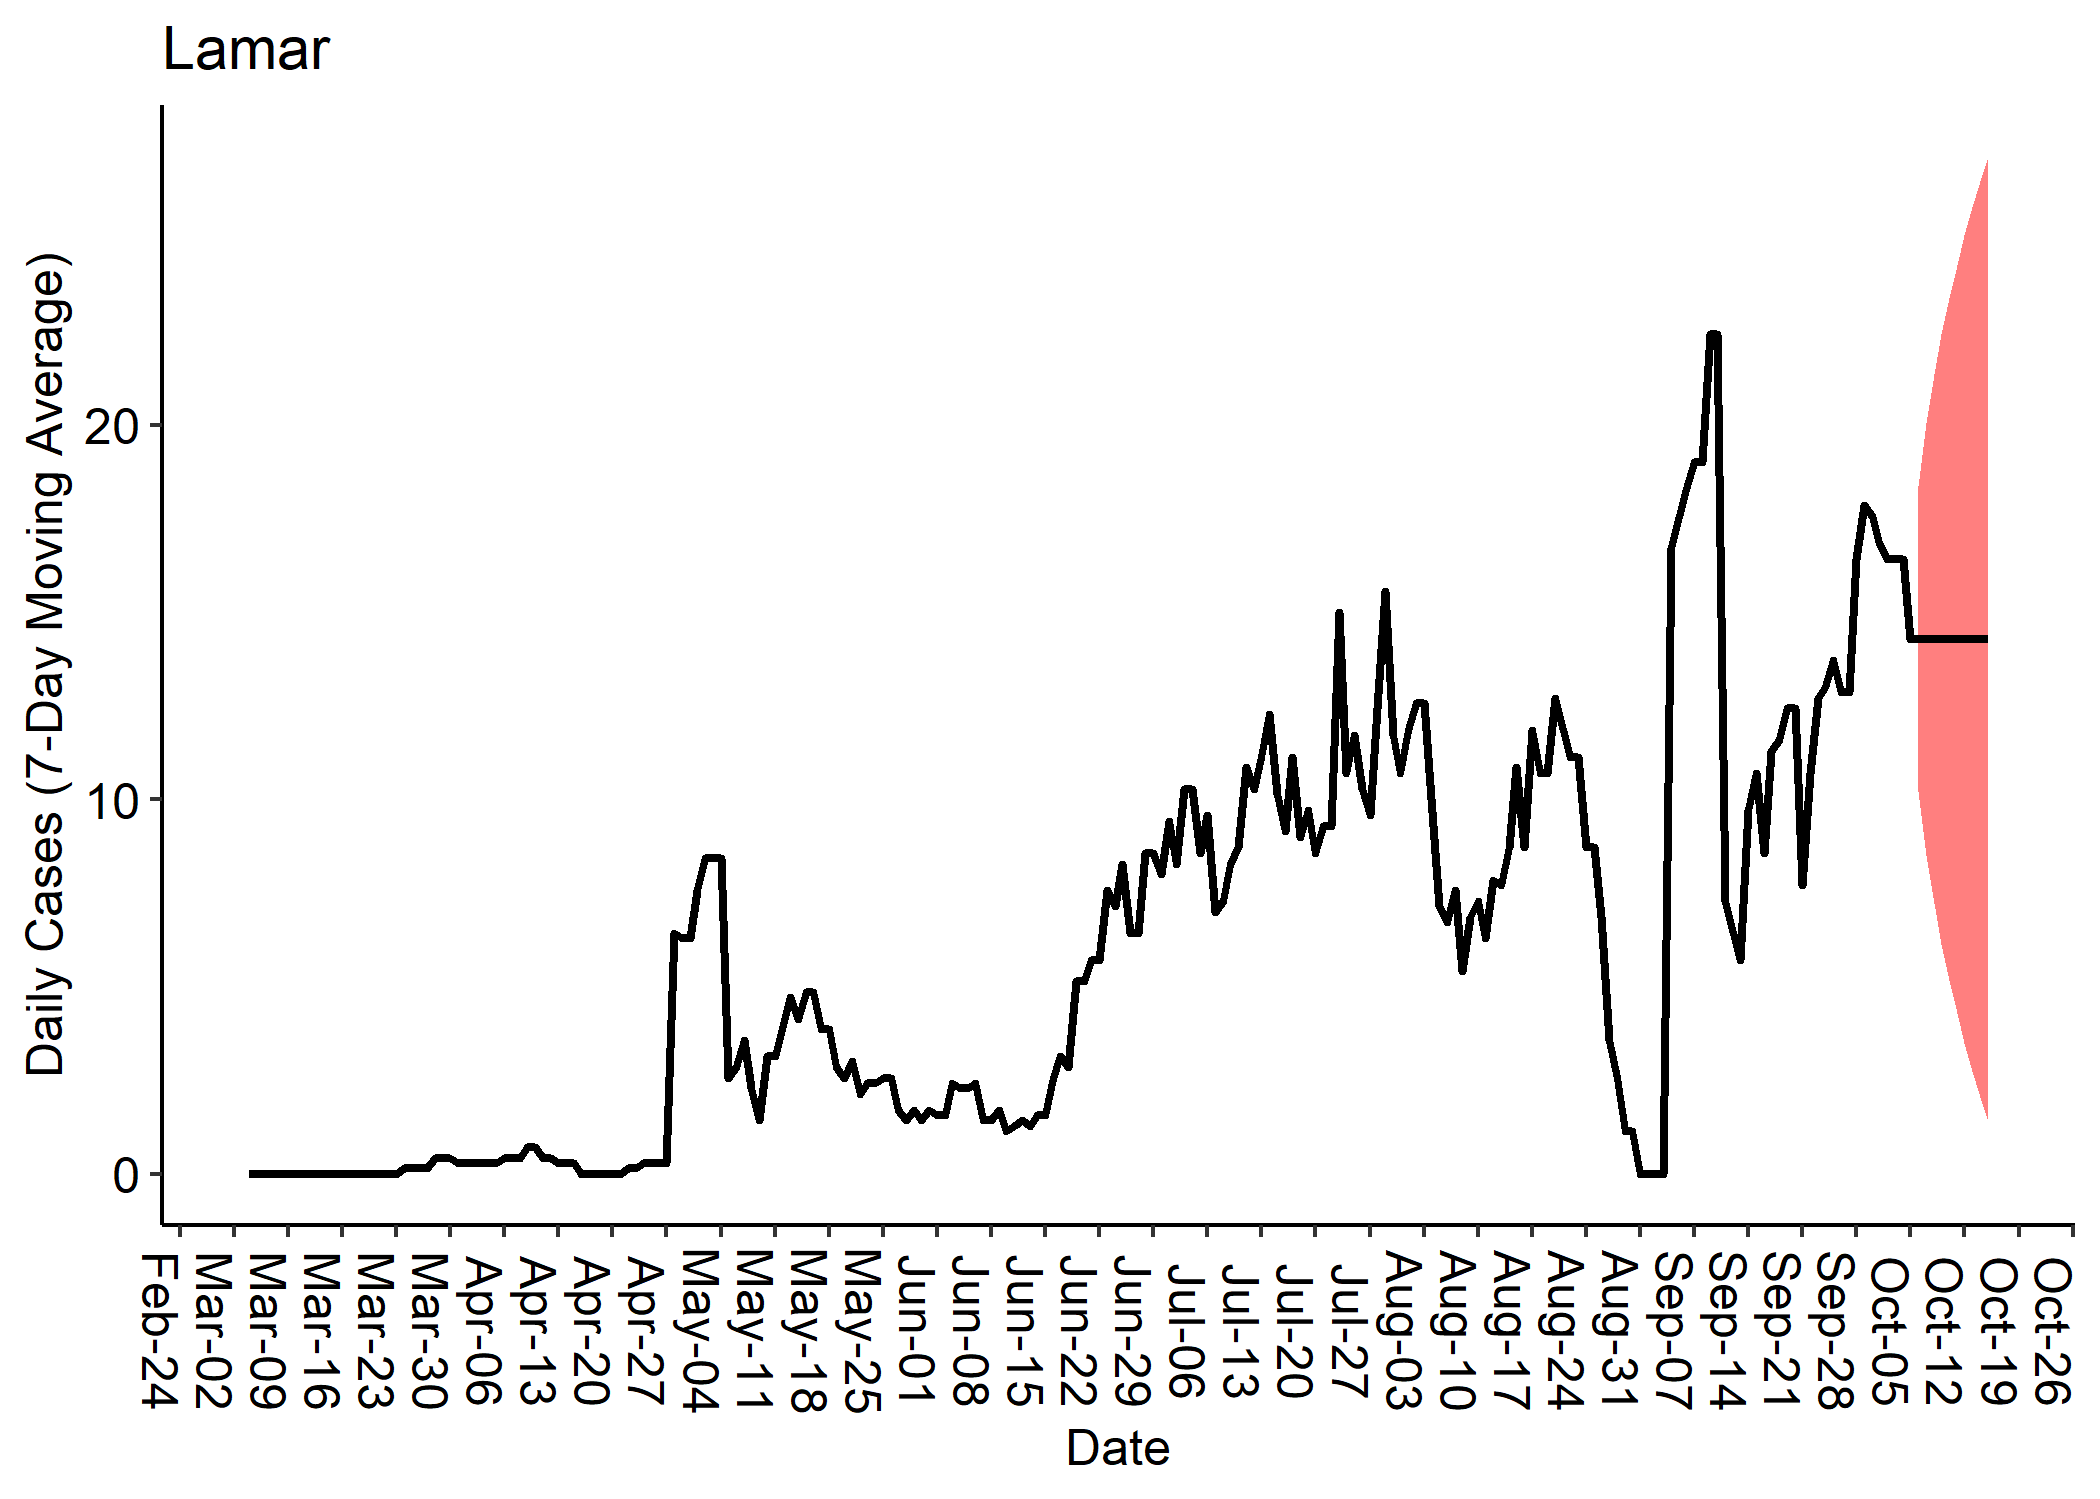 Lamar
Daily Cases (7-Day Moving Average)
20
10
0
Feb-24
Mar-02
Mar-09
Mar-16
Mar-23
Mar-30
Apr-06
Apr-13
Apr-20
Apr-27
May-04
May-11
May-18
May-25
Jun-01
Jun-08
Jun-15
Jun-22
Jun-29
Jul-06
Jul-13
Jul-20
Jul-27
Aug-03
Aug-10
Aug-17
Aug-24
Aug-31
Sep-07
Sep-14
Sep-21
Sep-28
Oct-05
Oct-12
Oct-19
Oct-26
Date